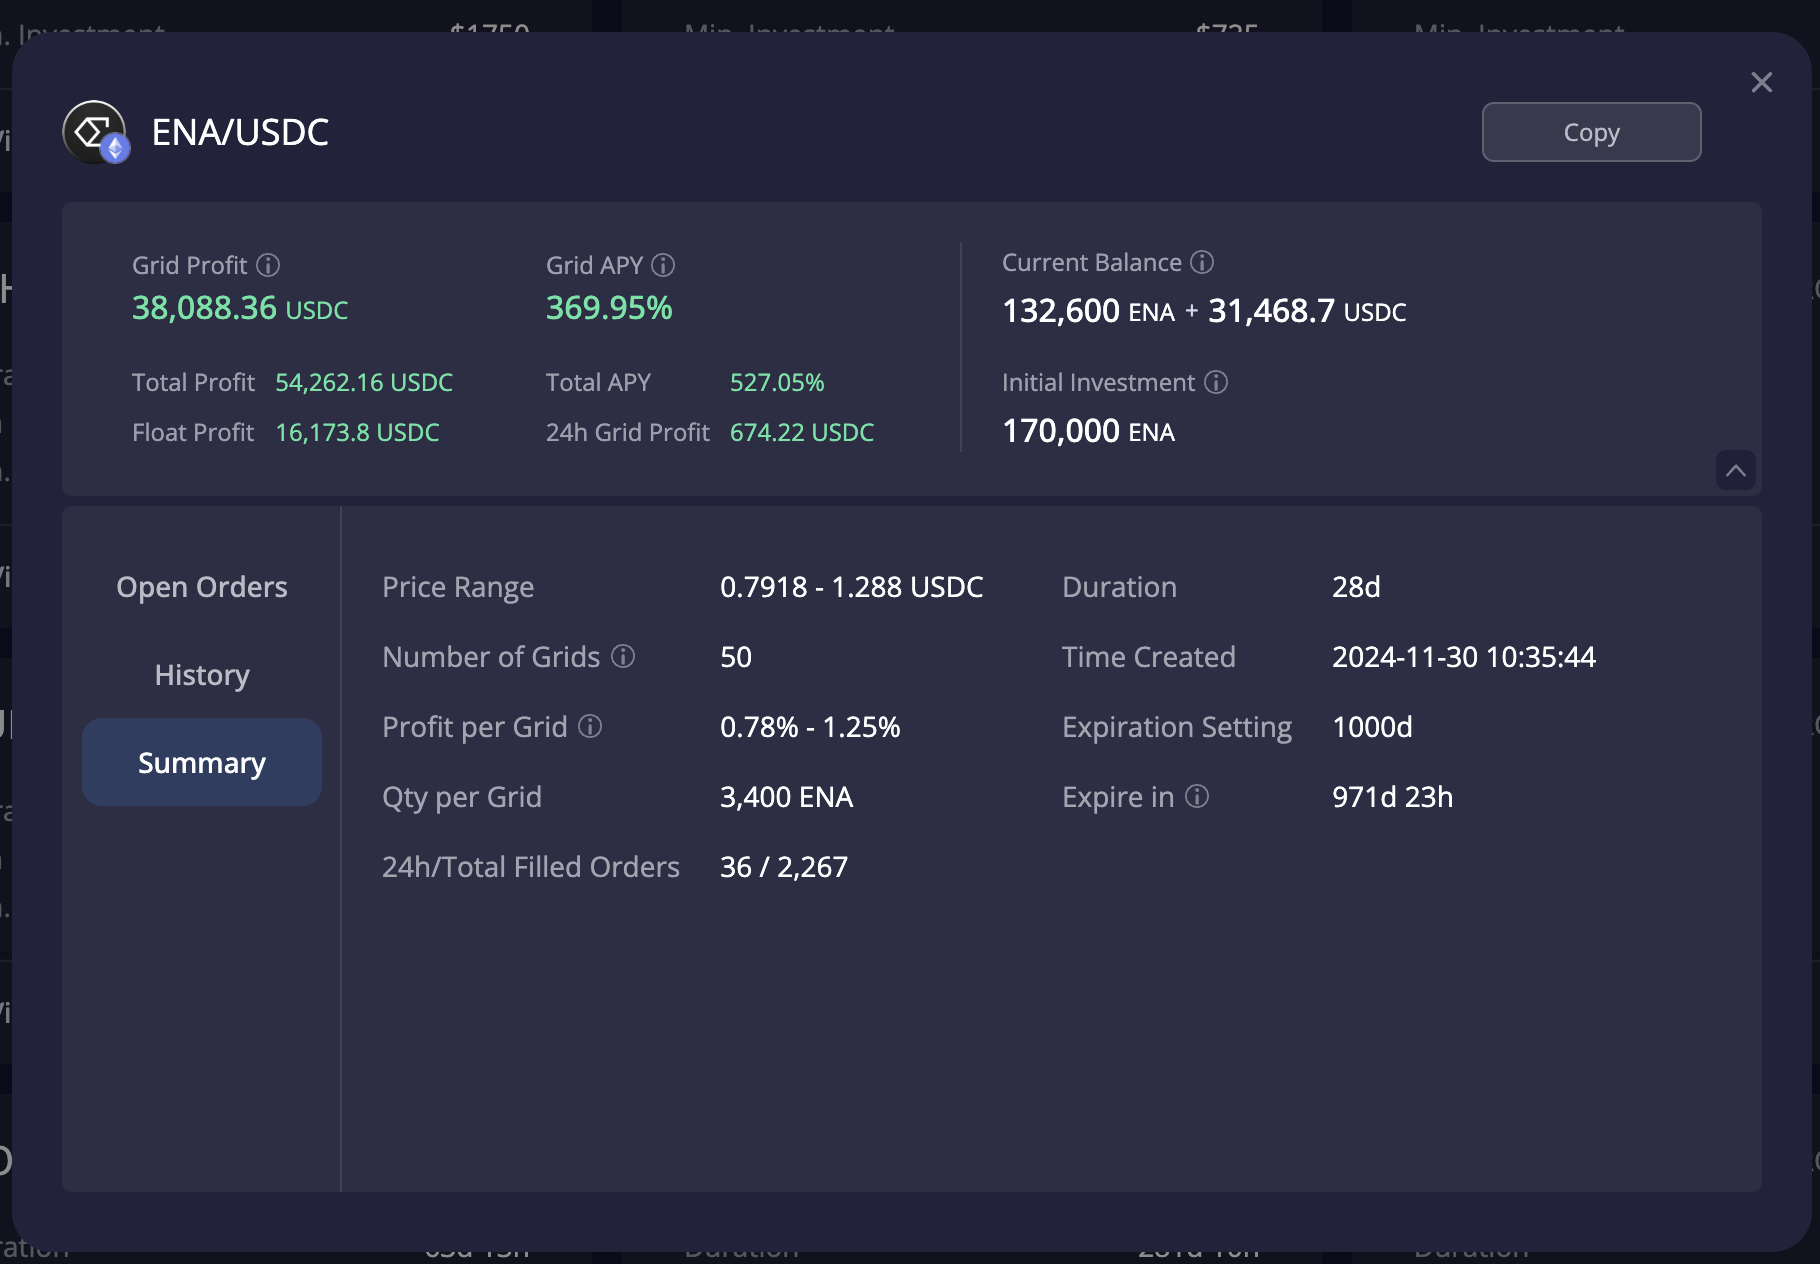 ENA/USDC
Copy
Grid Profit
38,088.36 USDC
Grid APY
369.95%
Total Profit 54,262.16 USDC
Total APY 527.05%
Float Profit 16,173.8 USDC
24h Grid Profit 674.22 USDC
Current Balance
132,600 ENA + 31,468.7 USDC
Initial Investment
170,000 ENA
Open Orders
History
Summary
Price Range 0.7918 - 1.288 USDC
Duration 28d
Number of Grids 50
Time Created 2024-11-30 10:35:44
Profit per Grid 0.78% - 1.25%
Expiration Setting 1000d
Qty per Grid 3,400 ENA
Expire in 971d 23h
24h/Total Filled Orders 36 / 2,267